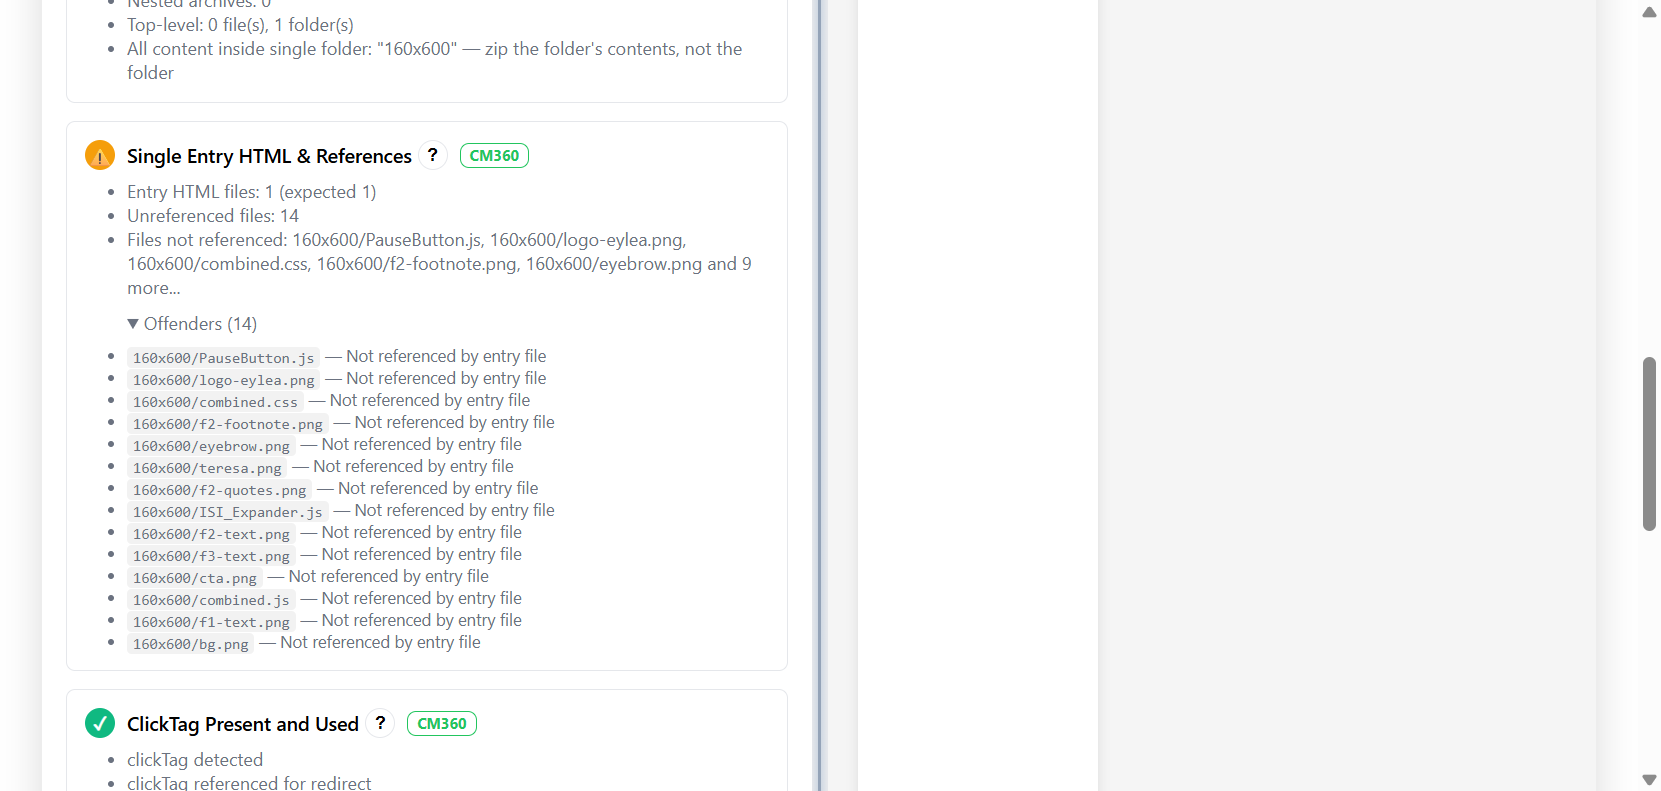 Nested archives: 0
Top-level: 0 file(s), 1 folder(s)
All content inside single folder: "160x600" — zip the folder's contents, not the
folder
Single Entry HTML & References ? CM360
Entry HTML files: 1 (expected 1)
Unreferenced files: 14
Files not referenced: 160x600/PauseButton.js, 160x600/logo-eylea.png,
160x600/combined.css, 160x600/f2-footnote.png, 160x600/eyebrow.png and 9
more...
▼ Offenders (14)
160x600/PauseButton.js — Not referenced by entry file
160x600/logo-eylea.png — Not referenced by entry file
160x600/combined.css — Not referenced by entry file
160x600/f2-footnote.png — Not referenced by entry file
160x600/eyebrow.png — Not referenced by entry file
160x600/teresa.png — Not referenced by entry file
160x600/f2-quotes.png — Not referenced by entry file
160x600/ISI_Expander.js — Not referenced by entry file
160x600/f2-text.png — Not referenced by entry file
160x600/f3-text.png — Not referenced by entry file
160x600/cta.png — Not referenced by entry file
160x600/combined.js — Not referenced by entry file
160x600/f1-text.png — Not referenced by entry file
160x600/bg.png — Not referenced by entry file
ClickTag Present and Used ? CM360
clickTag detected
clickTag referenced for redirect